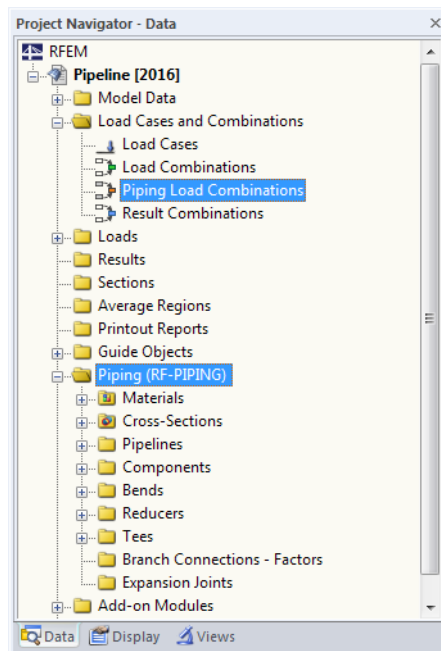 Project Navigator - Data
RFEM
Pipeline [2016]
Model Data
Load Cases and Combinations
Load Cases
Load Combinations
Piping Load Combinations
Result Combinations
Loads
Results
Sections
Average Regions
Printout Reports
Guide Objects
Piping (RF-PIPING)
Materials
Cross-Sections
Pipelines
Components
Bends
Reducers
Tees
Branch Connections - Factors
Expansion Joints
Add-on Modules
Data Display Views